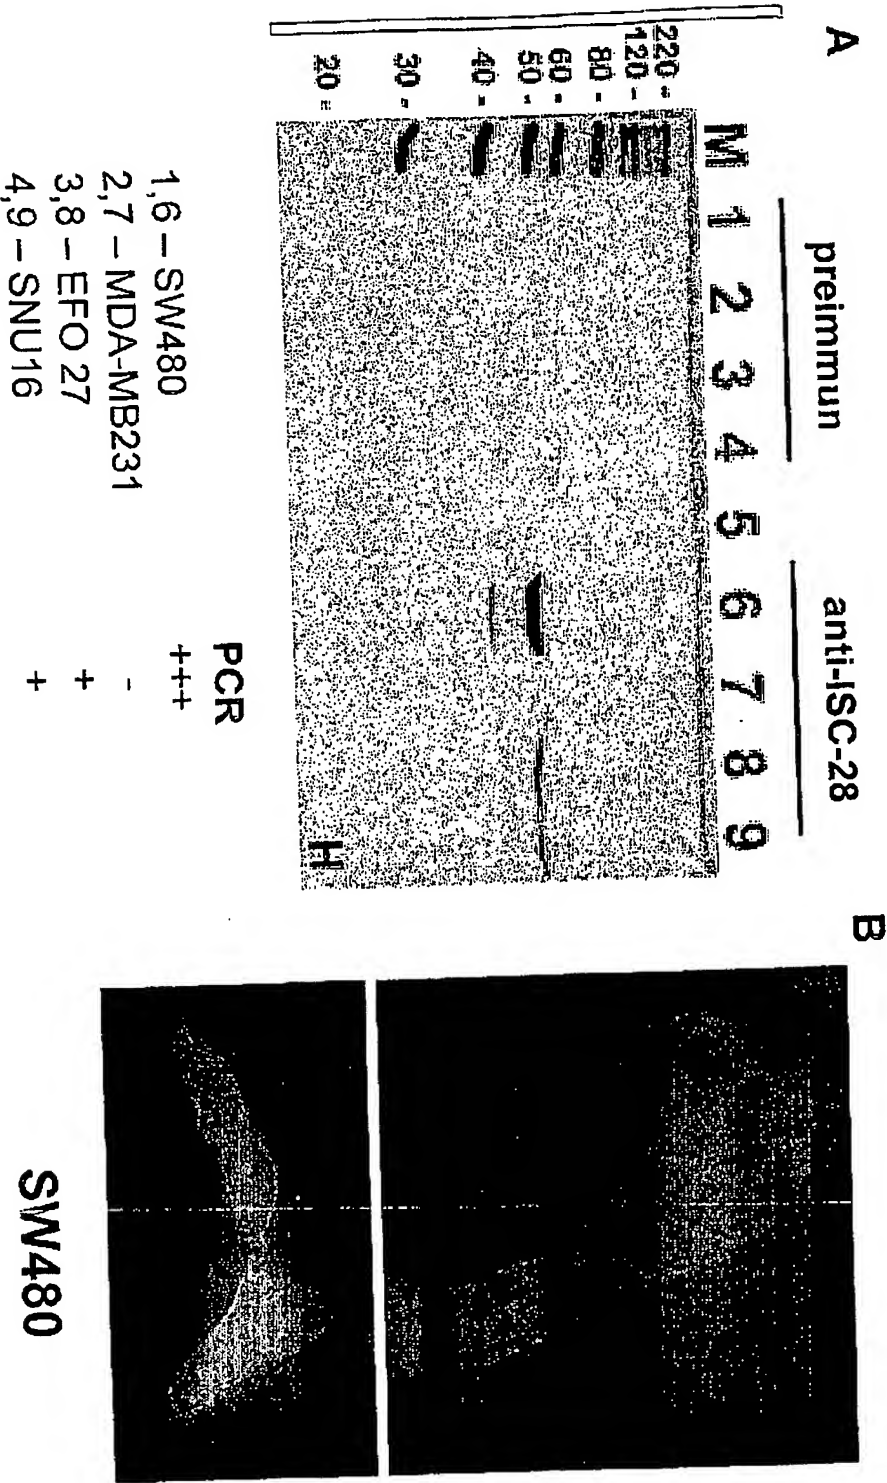 A
preimmun
anti-ISC-28
M 1 2 3 4 5 6 7 8 9
220
120
80
60
50
40
30
20
H
PCR
1,6 – SW480 +++
2,7 – MDA-MB231 -
3,8 – EFO 27 +
4,9 – SNU16 +
B
SW480